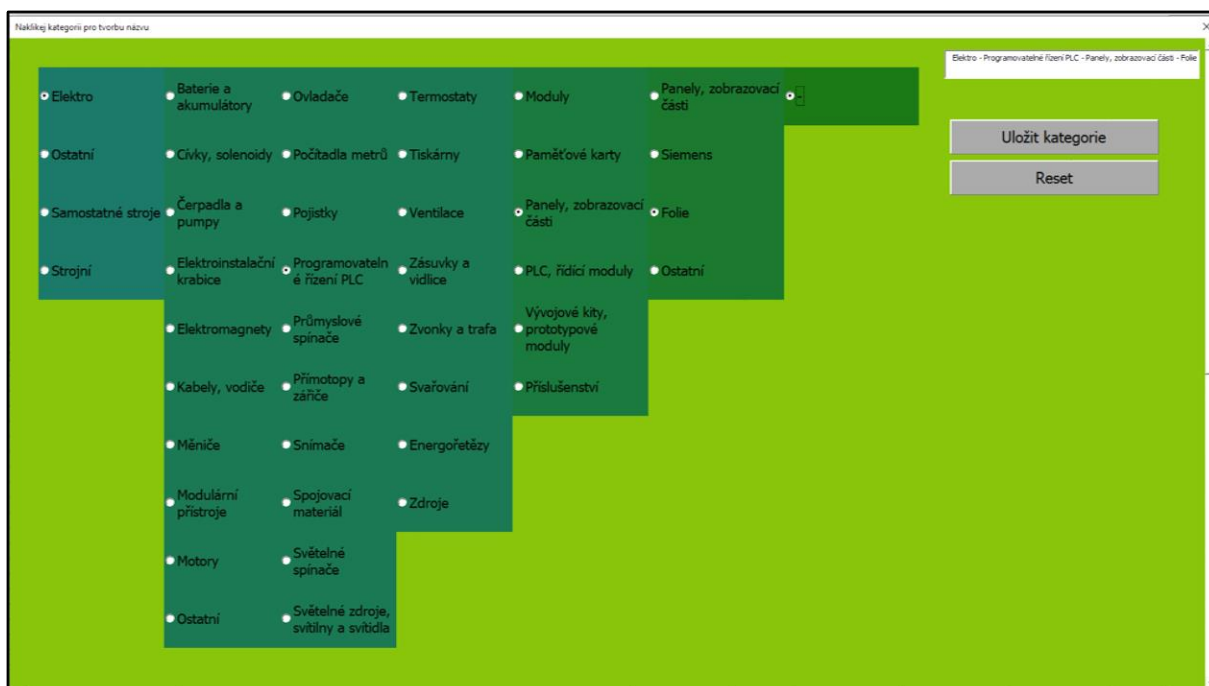 Naklikej kategorii pro tvorbu názvu
Elektro - Programovatelné řízení PLC - Panely, zobrazovací části - Folie
Uložit kategorie
Reset
Elektro
Ostatní
Samostatné stroje
Strojní
Baterie a
akumulátory
Cívky, solenoidy
Čerpadla a
pumpy
Elektroinstalační
krabice
Elektromagnety
Kabely, vodiče
Měniče
Modulární
přístroje
Motory
Ostatní
Ovladače
Počítadla metrů
Pojistky
Programovateln
é řízení PLC
Průmyslové
spínače
Přímotopy a
zářiče
Snímače
Spojovací
materiál
Světelné
spínače
Světelné zdroje,
svítilny a svítidla
Termostaty
Tiskárny
Ventilace
Zásuvky a
vidlice
Zvonky a trafa
Svařování
Energořetězy
Zdroje
Moduly
Paměťové karty
Panely, zobrazovací
části
PLC, řídící moduly
Vývojové kity,
prototypové
moduly
Příslušenství
Panely, zobrazovací
části
Siemens
Folie
Ostatní
-